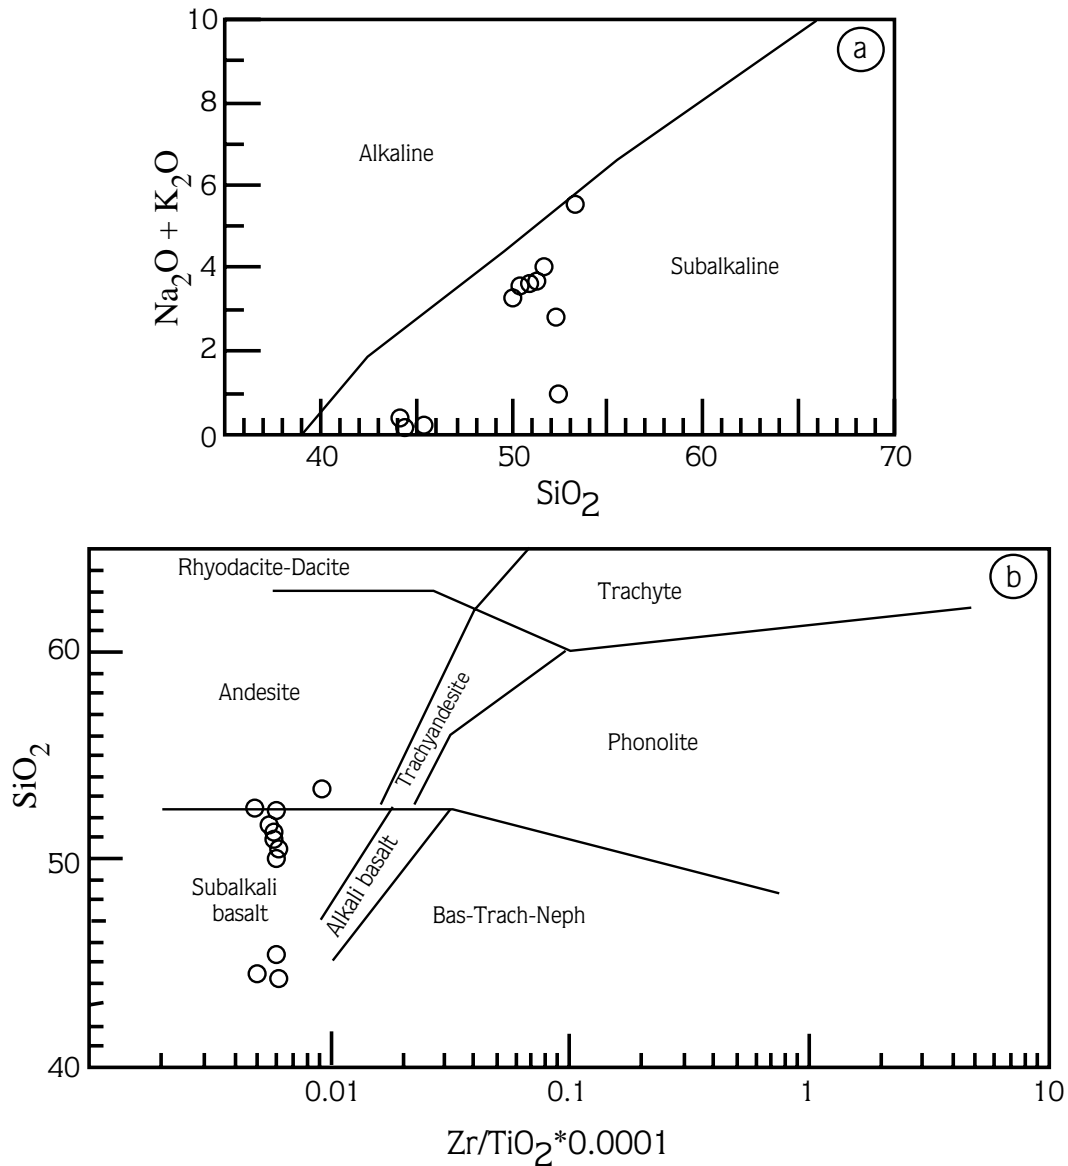 10
8
6
4
2
0
Na2O + K2O
a
Alkaline
Subalkaline
40 50 60 70
SiO2
b
Rhyodacite-Dacite
Trachyte
Andesite
Trachyandesite
Phonolite
Subalkali
basalt
Alkali basalt
Bas-Trach-Neph
60
50
40
SiO2
0.01 0.1 1 10
Zr/TiO2*0.0001